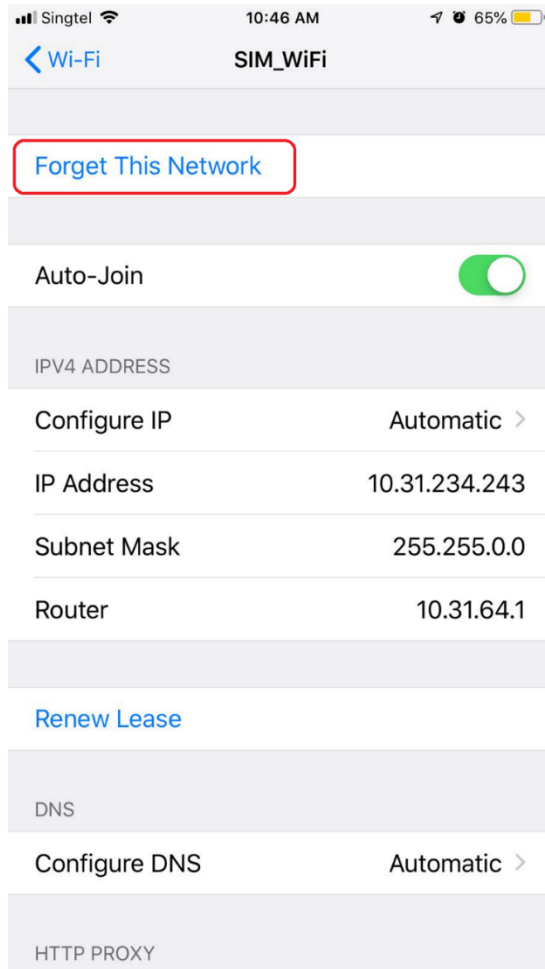 Singtel 10:46 AM 65%
Wi-Fi SIM_WiFi
Forget This Network
Auto-Join
IPV4 ADDRESS
Configure IP Automatic
IP Address 10.31.234.243
Subnet Mask 255.255.0.0
Router 10.31.64.1
Renew Lease
DNS
Configure DNS Automatic
HTTP PROXY